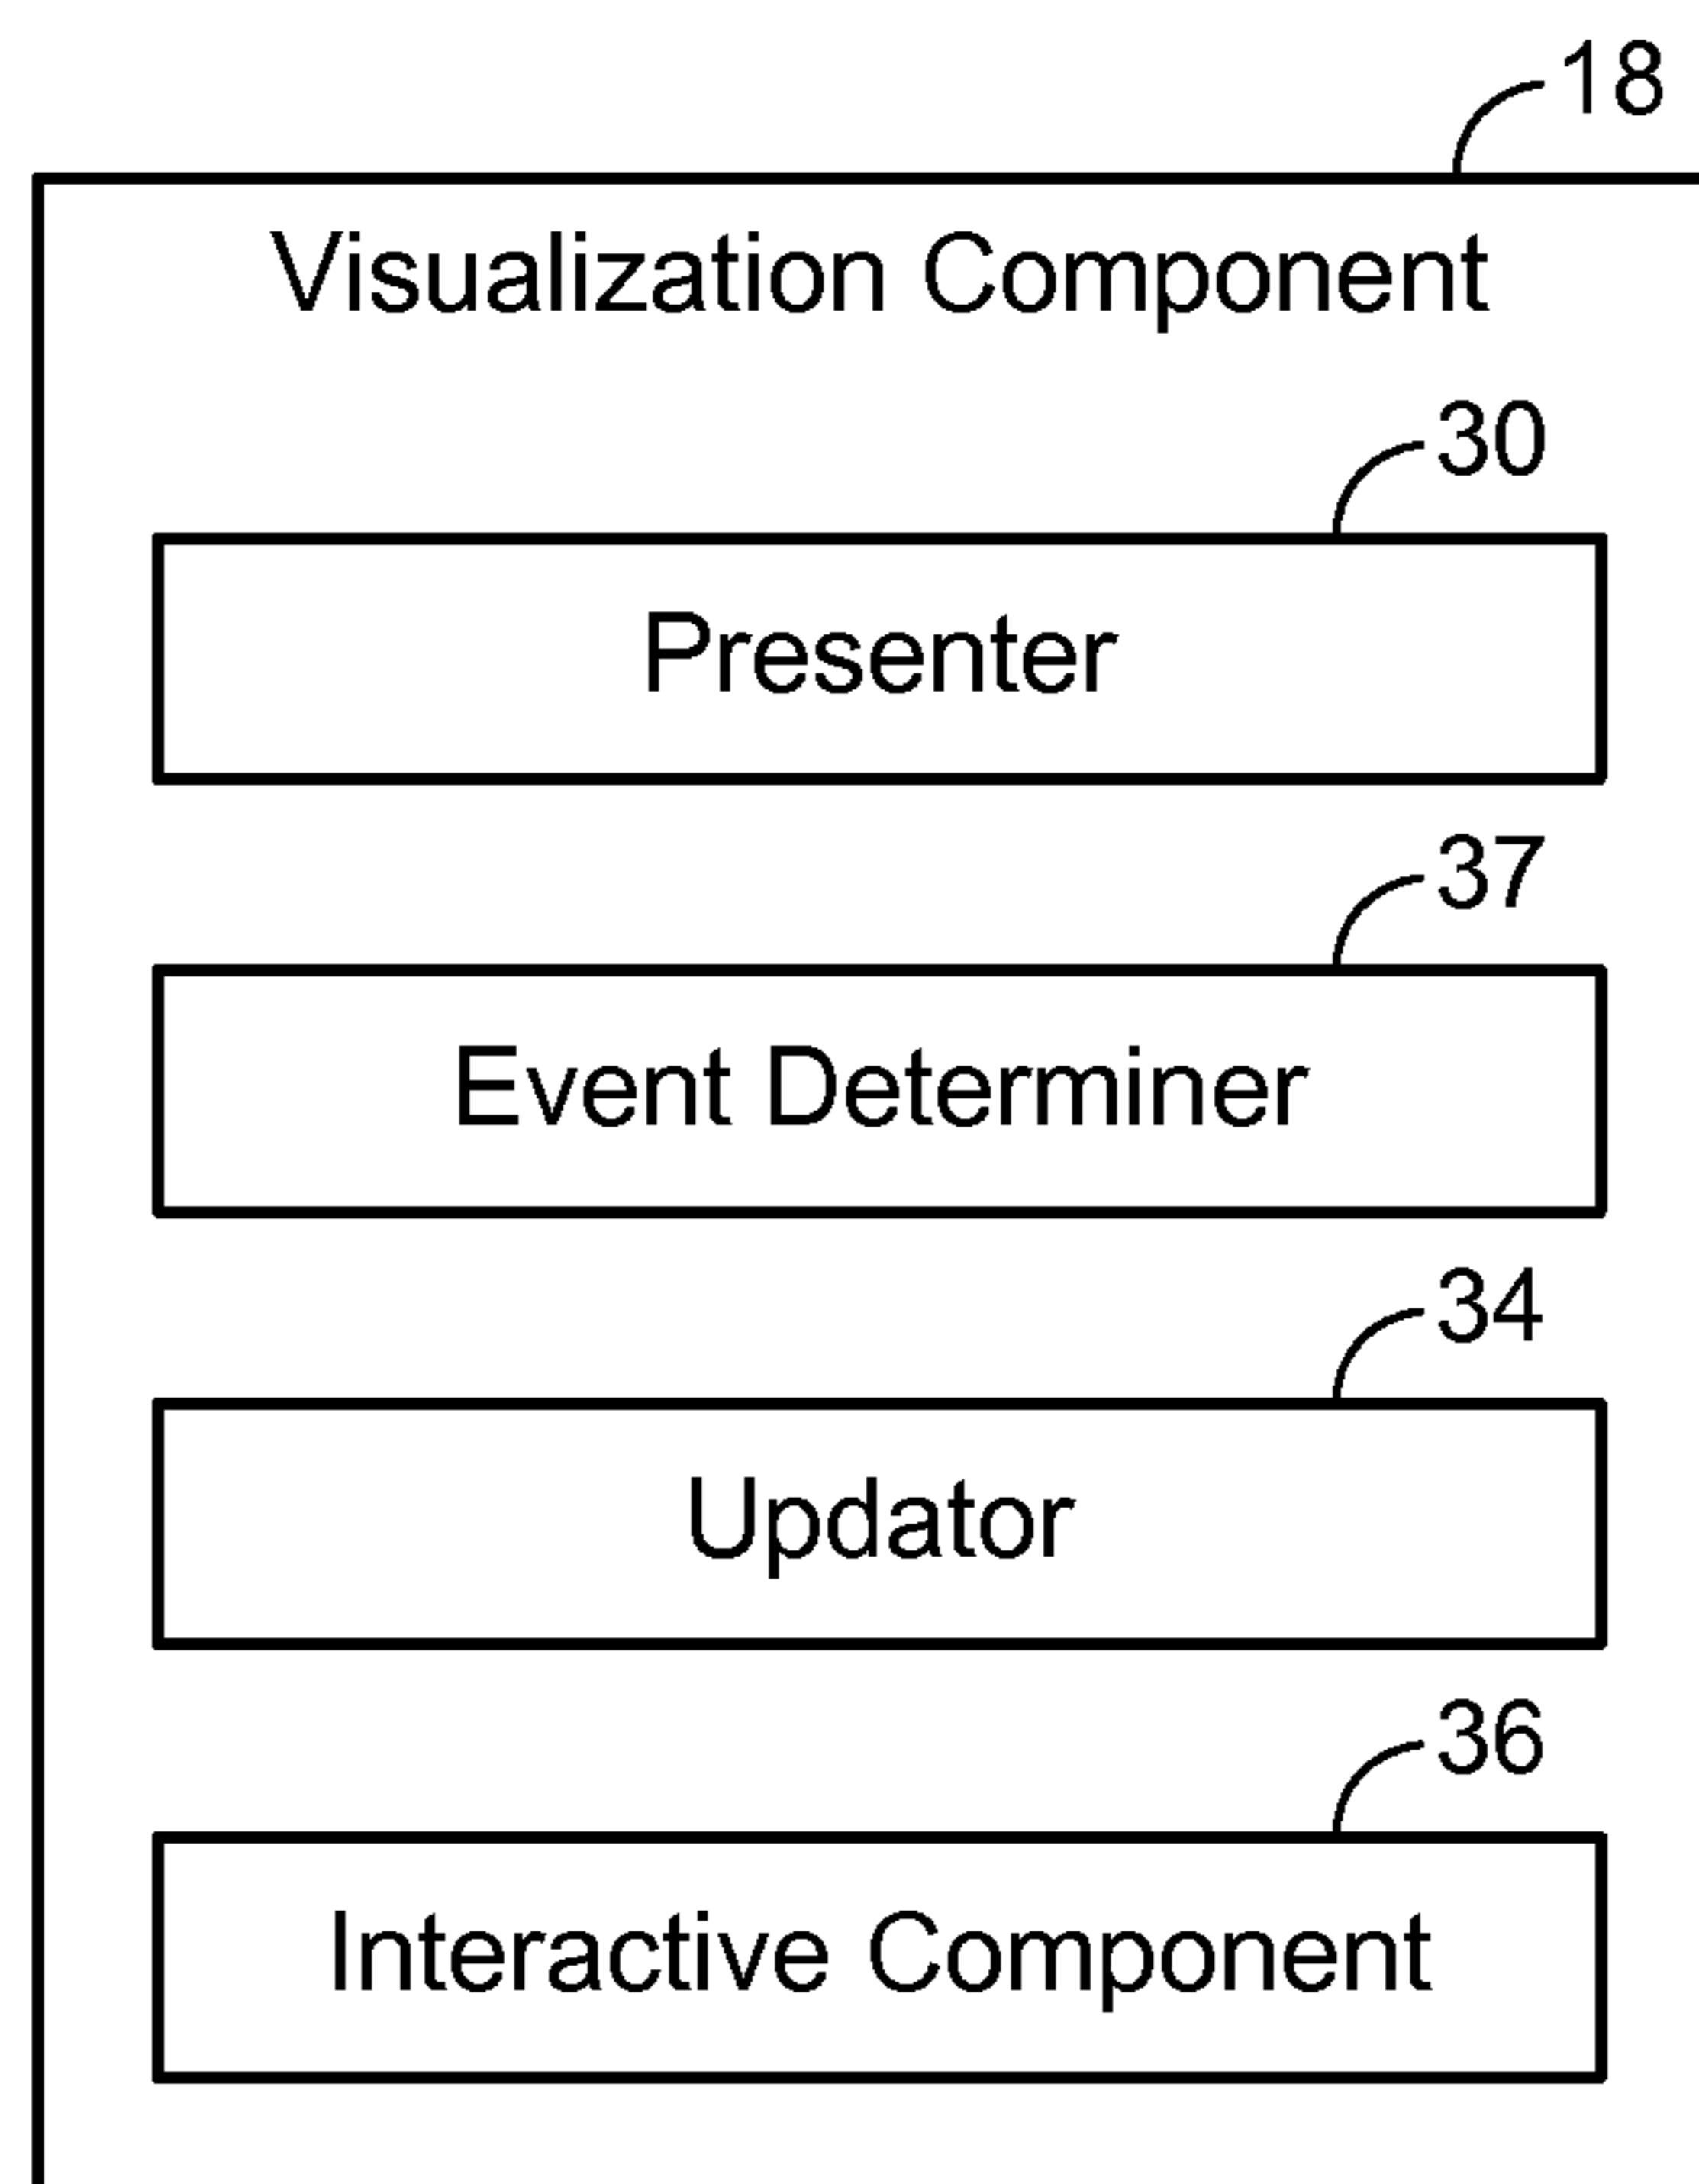 18
Visualization Component
30
Presenter
37
Event Determiner
34
Updator
36
Interactive Component